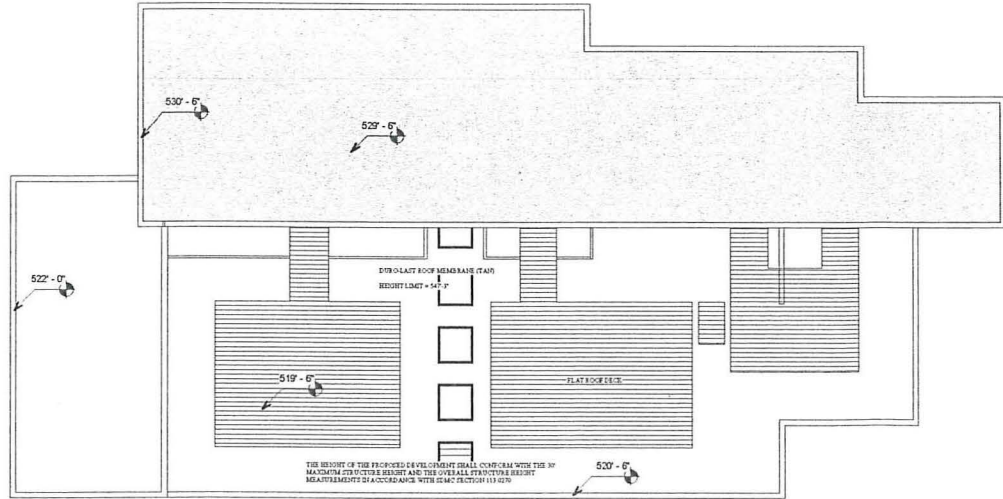 530' - 6"
529' - 6"
522' - 0"
DURO-LAST ROOF MEMBRANE (TAN)
HEIGHT LIMIT = 547'-3"
519' - 6"
FLAT ROOF DECK
THE HEIGHT OF THE PROPOSED DEVELOPMENT SHALL CONFORM WITH THE 30'
MAXIMUM STRUCTURE HEIGHT AND THE OVERALL STRUCTURE HEIGHT
MEASUREMENTS IN ACCORDANCE WITH SDMC SECTION 113.0270
520' - 6"